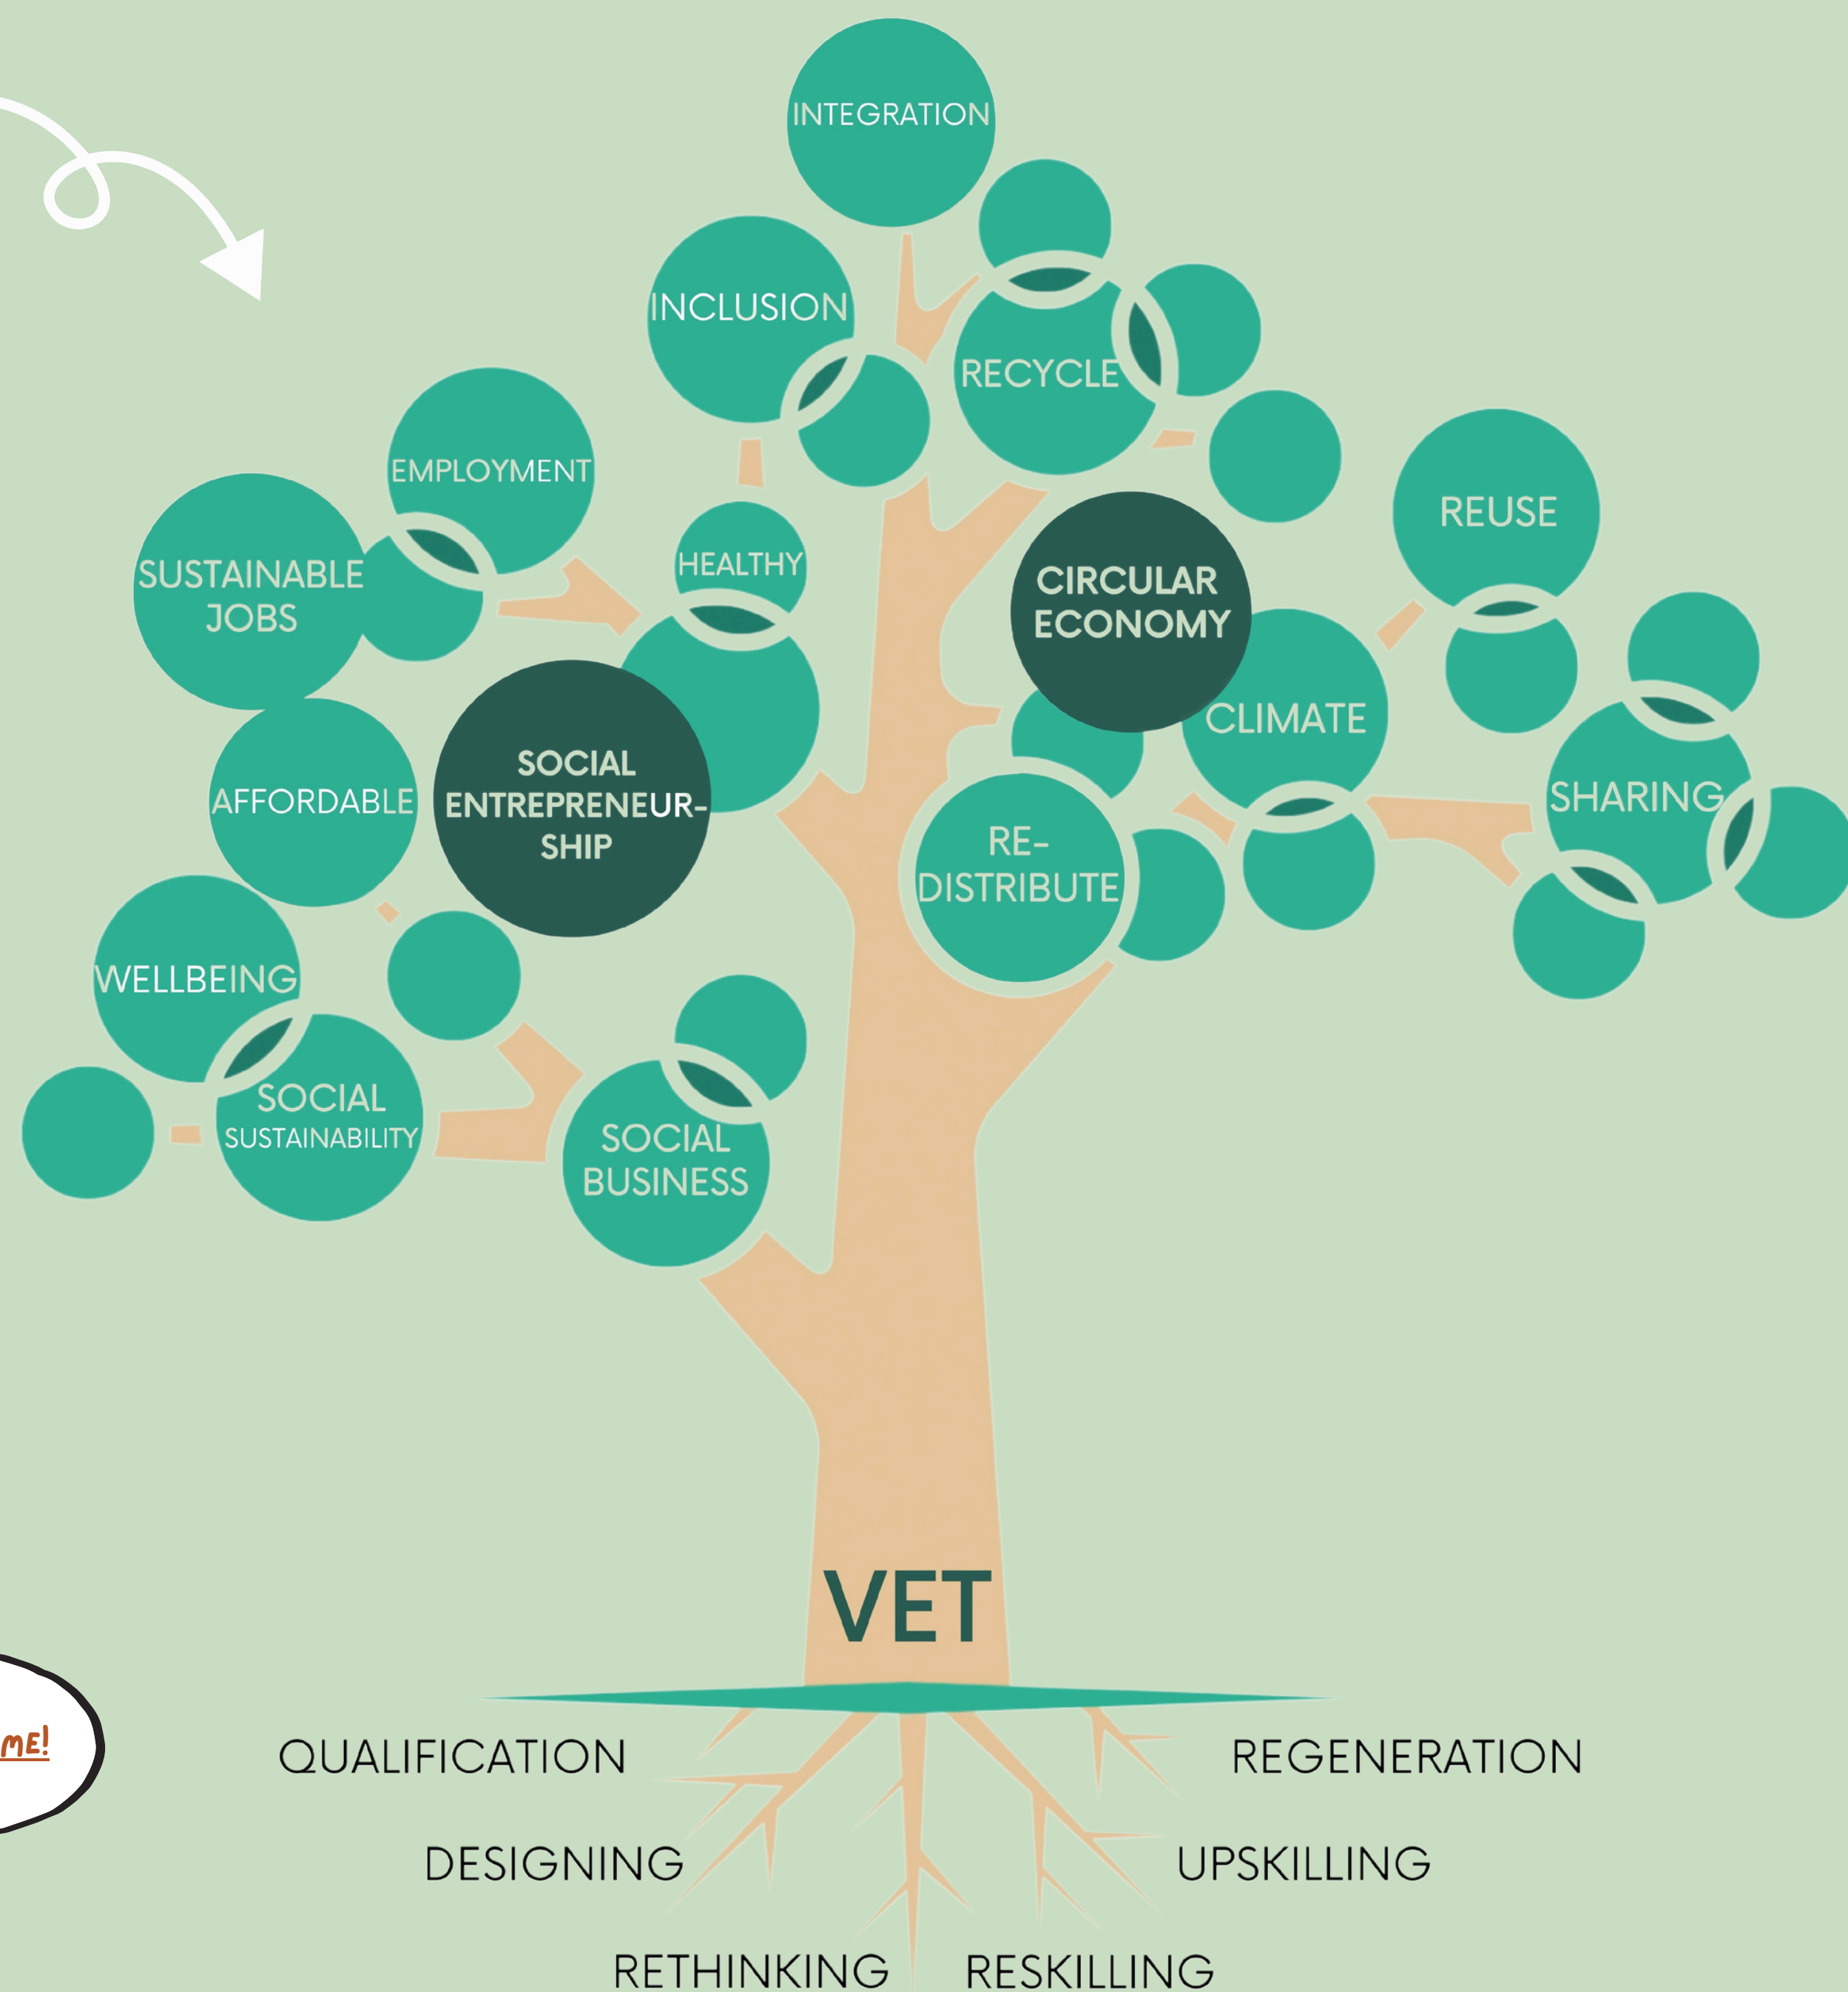 INTEGRATION
INCLUSION
RECYCLE
EMPLOYMENT
REUSE
HEALTHY
SUSTAINABLE
JOBS
CIRCULAR
ECONOMY
CLIMATE
SOCIAL
ENTREPRENEUR-
SHIP
AFFORDABLE
SHARING
RE-
DISTRIBUTE
WELLBEING
SOCIAL
SUSTAINABILITY
SOCIAL
BUSINESS
VET
ME!
QUALIFICATION
REGENERATION
DESIGNING
UPSKILLING
RETHINKING
RESKILLING